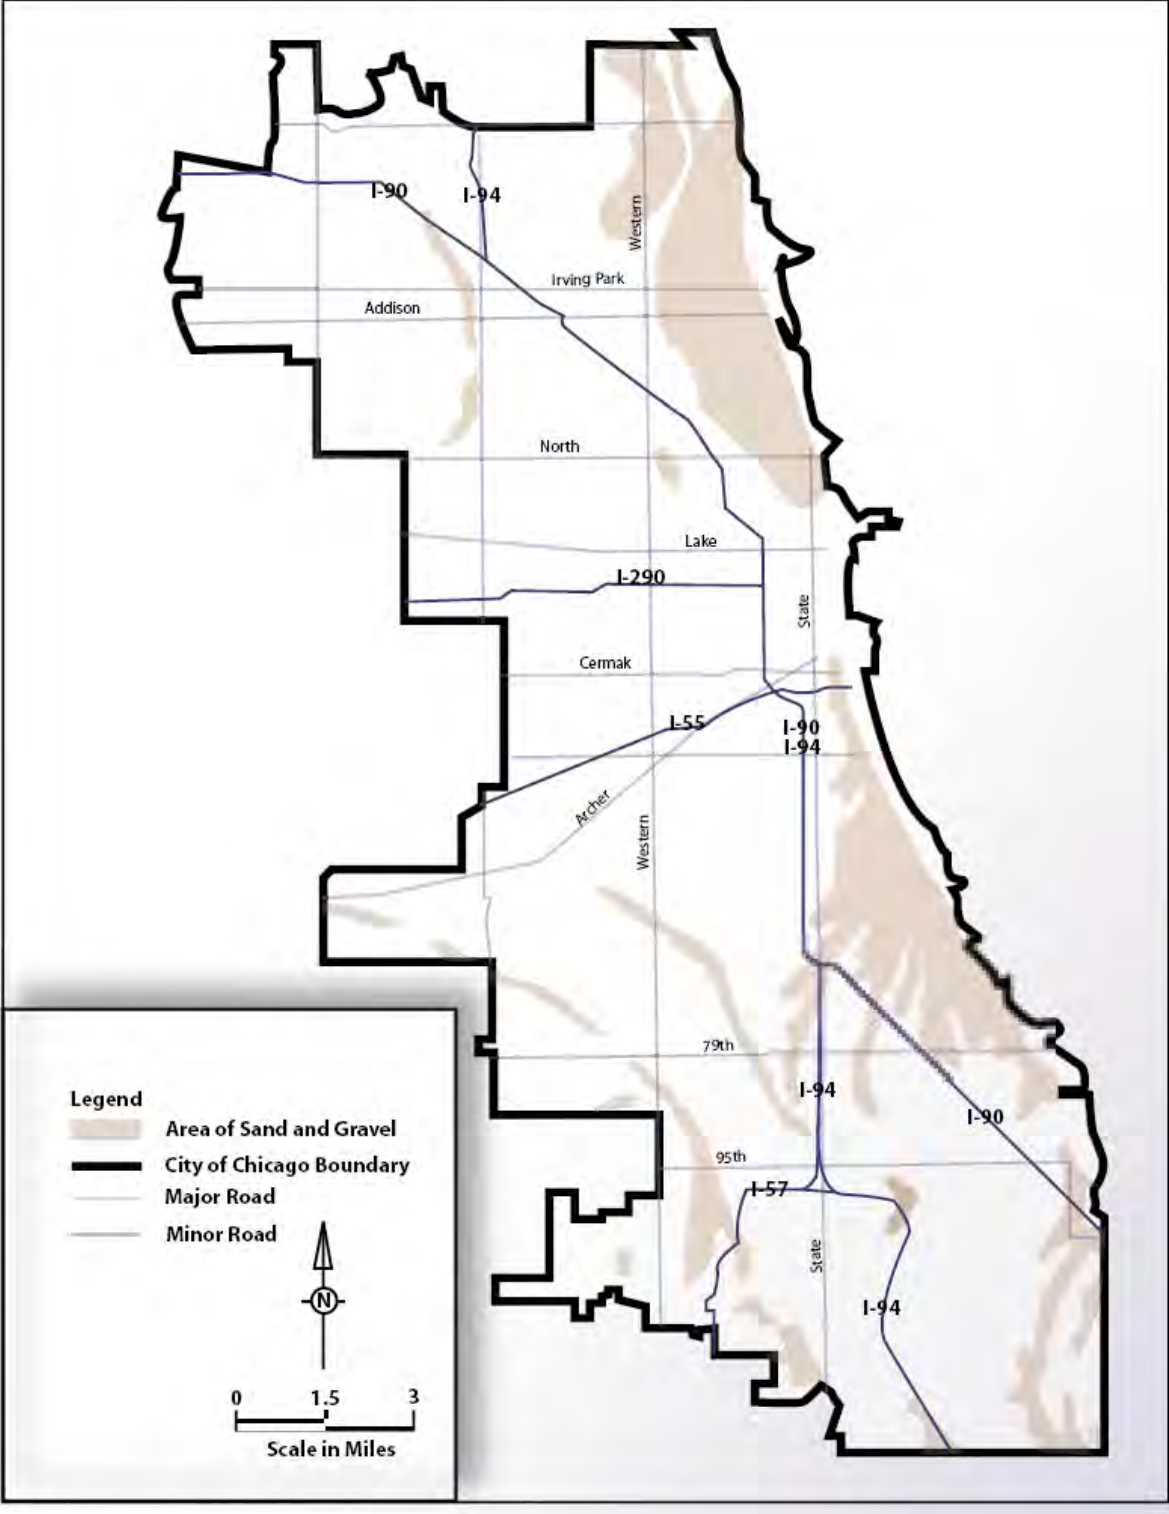 I-90
I-94
Western
Irving Park
Addison
North
Lake
I-290
State
Cermak
I-55
I-90
I-94
Archer
Western
79th
I-94
I-90
95th
I-57
State
I-94
Legend
Area of Sand and Gravel
City of Chicago Boundary
Major Road
Minor Road
N
0 1.5 3
Scale in Miles